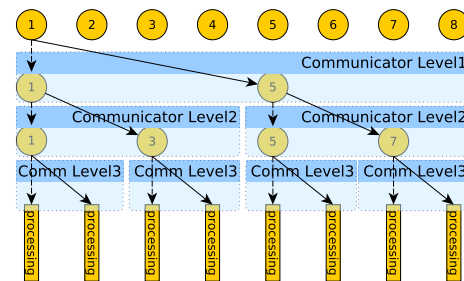 1 2 3 4 5 6 7 8
Communicator Level1
1 5
Communicator Level2 Communicator Level2
1 3 5 7
Comm Level3 Comm Level3 Comm Level3 Comm Level3
processing processing processing processing processing processing processing processing